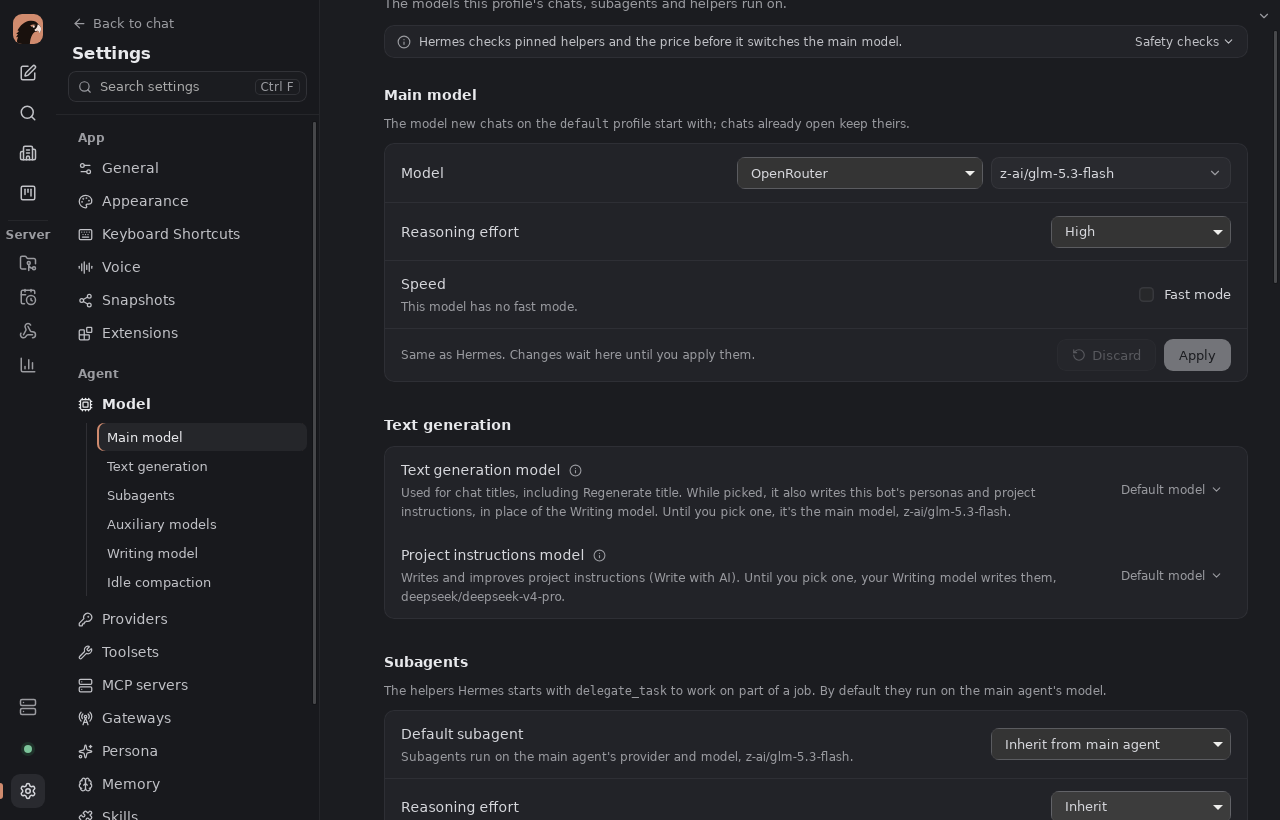 Back to chat
Settings
Search settings
Ctrl F
App
General
Appearance
Keyboard Shortcuts
Voice
Snapshots
Extensions
Server
Agent
Model
Main model
Text generation
Subagents
Auxiliary models
Writing model
Idle compaction
Providers
Toolsets
MCP servers
Gateways
Persona
Memory
Skills
The models this profile's chats, subagents and helpers run on.
Hermes checks pinned helpers and the price before it switches the main model.
Safety checks
Main model
The model new chats on the default profile start with; chats already open keep theirs.
Model
OpenRouter
z-ai/glm-5.3-flash
Reasoning effort
High
Speed
This model has no fast mode.
Fast mode
Same as Hermes. Changes wait here until you apply them.
Discard
Apply
Text generation
Text generation model
Used for chat titles, including Regenerate title. While picked, it also writes this bot's personas and project
instructions, in place of the Writing model. Until you pick one, it's the main model, z-ai/glm-5.3-flash.
Default model
Project instructions model
Writes and improves project instructions (Write with AI). Until you pick one, your Writing model writes them,
deepseek/deepseek-v4-pro.
Default model
Subagents
The helpers Hermes starts with delegate_task to work on part of a job. By default they run on the main agent's model.
Default subagent
Subagents run on the main agent's provider and model, z-ai/glm-5.3-flash.
Inherit from main agent
Reasoning effort
Inherit